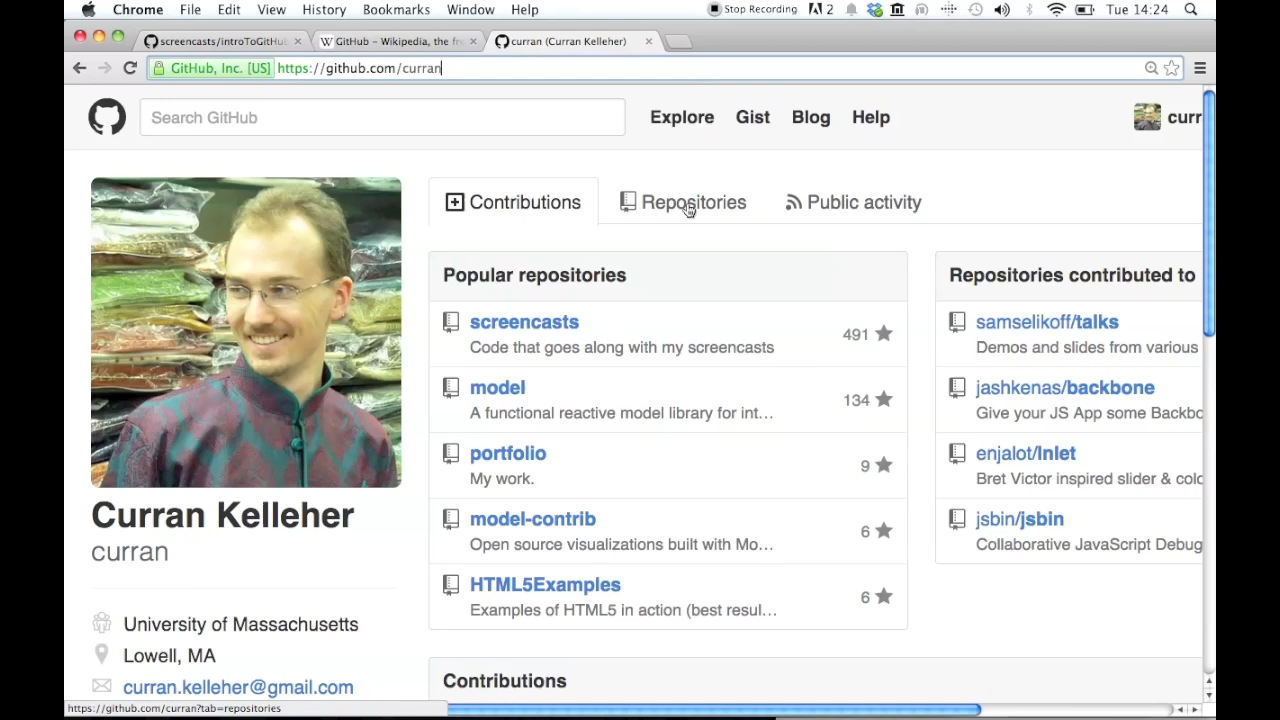 Chrome File Edit View History Bookmarks Window Help Stop Recording 2 Tue 14:24
screencasts/introToGitHub GitHub – Wikipedia, the fr curran (Curran Kelleher)
GitHub, Inc. [US] https://github.com/curran
Search GitHub Explore Gist Blog Help curr
Contributions Repositories Public activity
Popular repositories
screencasts
Code that goes along with my screencasts
491
model
A functional reactive model library for int…
134
portfolio
My work.
9
model-contrib
Open source visualizations built with Mo…
6
HTML5Examples
Examples of HTML5 in action (best resul…
6
Repositories contributed to
samselikoff/talks
Demos and slides from various
jashkenas/backbone
Give your JS App some Backbo
enjalot/Inlet
Bret Victor inspired slider & colo
jsbin/jsbin
Collaborative JavaScript Debug
Curran Kelleher
curran
University of Massachusetts
Lowell, MA
curran.kelleher@gmail.com
Contributions
https://github.com/curran?tab=repositories